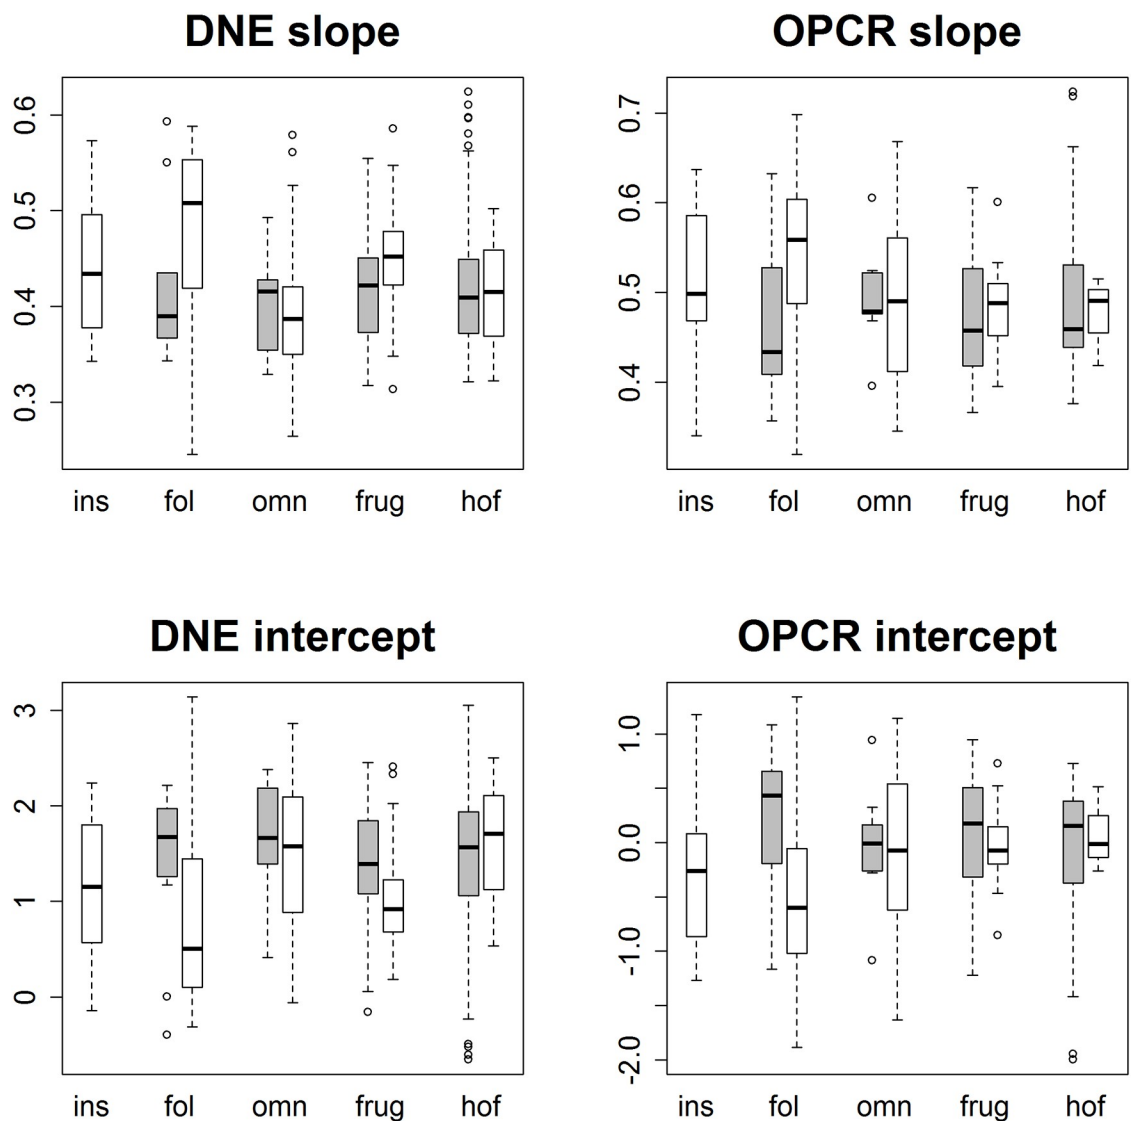 DNE slope
OPCR slope
0.6
0.5
0.4
0.3
0.7
0.6
0.5
0.4
ins fol omn frug hof
ins fol omn frug hof
DNE intercept
OPCR intercept
3
2
1
0
1.0
0.0
-1.0
-2.0
ins fol omn frug hof
ins fol omn frug hof